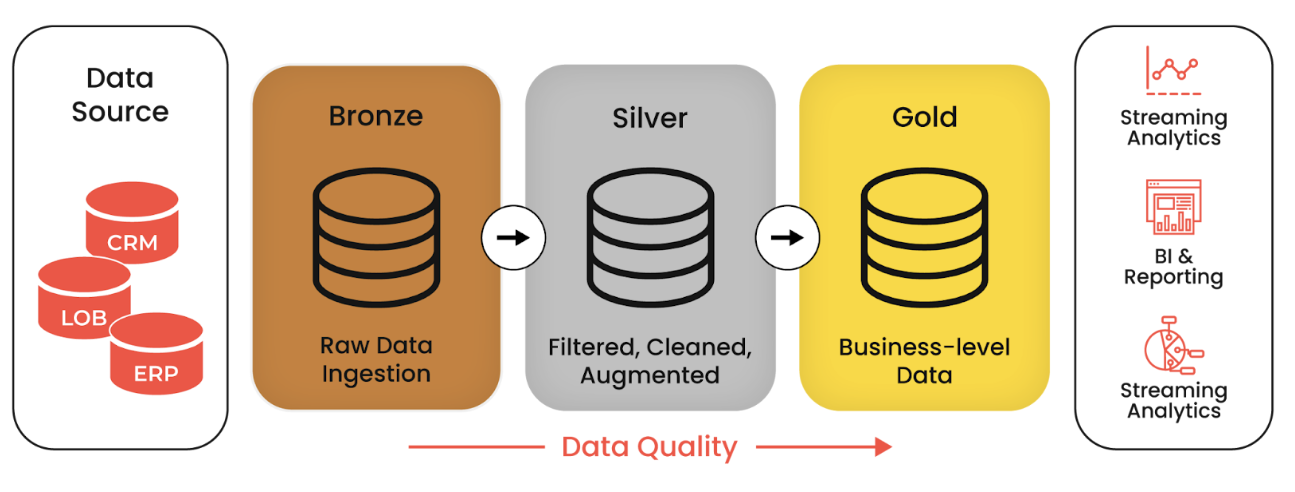 Data
Source
CRM
LOB
ERP
Bronze
Raw Data
Ingestion
Silver
Filtered, Cleaned,
Augmented
Gold
Business-level
Data
Data Quality
Streaming
Analytics
BI &
Reporting
Streaming
Analytics